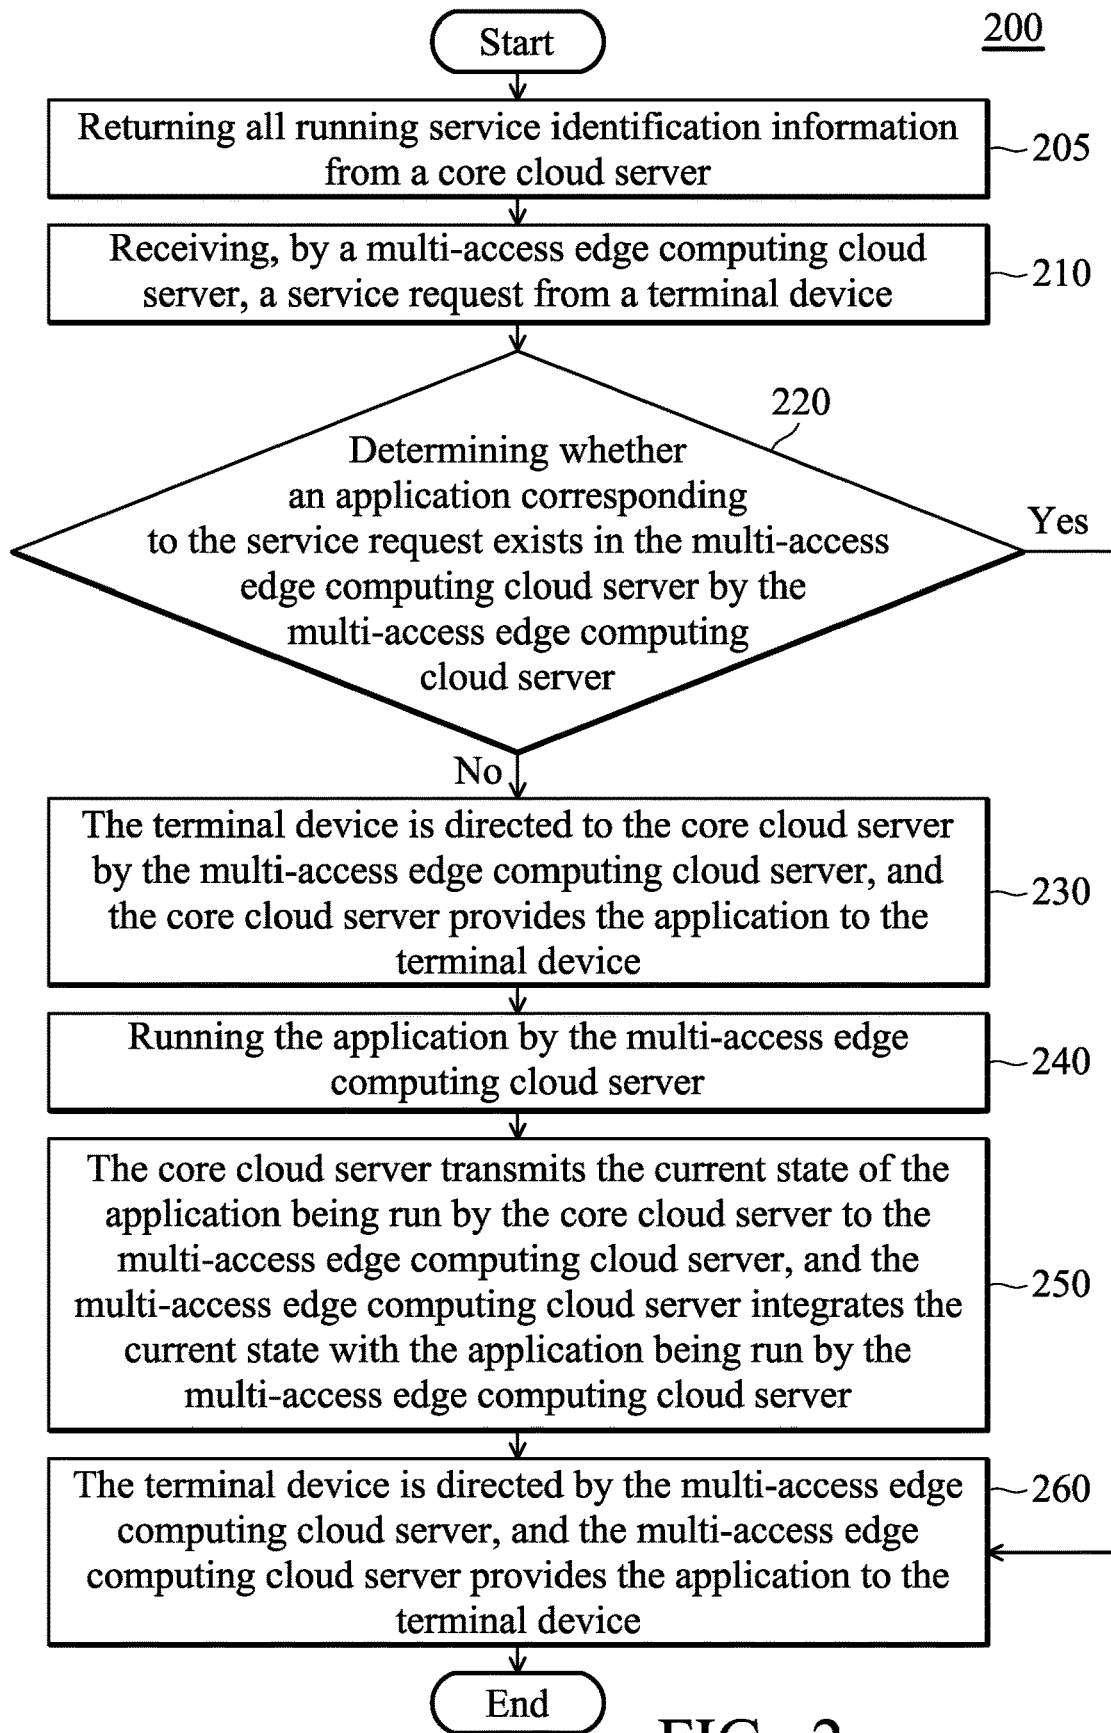 Start
200
Returning all running service identification information
from a core cloud server
205
Receiving, by a multi-access edge computing cloud
server, a service request from a terminal device
210
220
Determining whether
an application corresponding
to the service request exists in the multi-access
edge computing cloud server by the
multi-access edge computing
cloud server
Yes
No
The terminal device is directed to the core cloud server
by the multi-access edge computing cloud server, and
the core cloud server provides the application to the
terminal device
230
Running the application by the multi-access edge
computing cloud server
240
The core cloud server transmits the current state of the
application being run by the core cloud server to the
multi-access edge computing cloud server, and the
multi-access edge computing cloud server integrates the
current state with the application being run by the
multi-access edge computing cloud server
250
The terminal device is directed by the multi-access edge
computing cloud server, and the multi-access edge
computing cloud server provides the application to the
terminal device
260
End